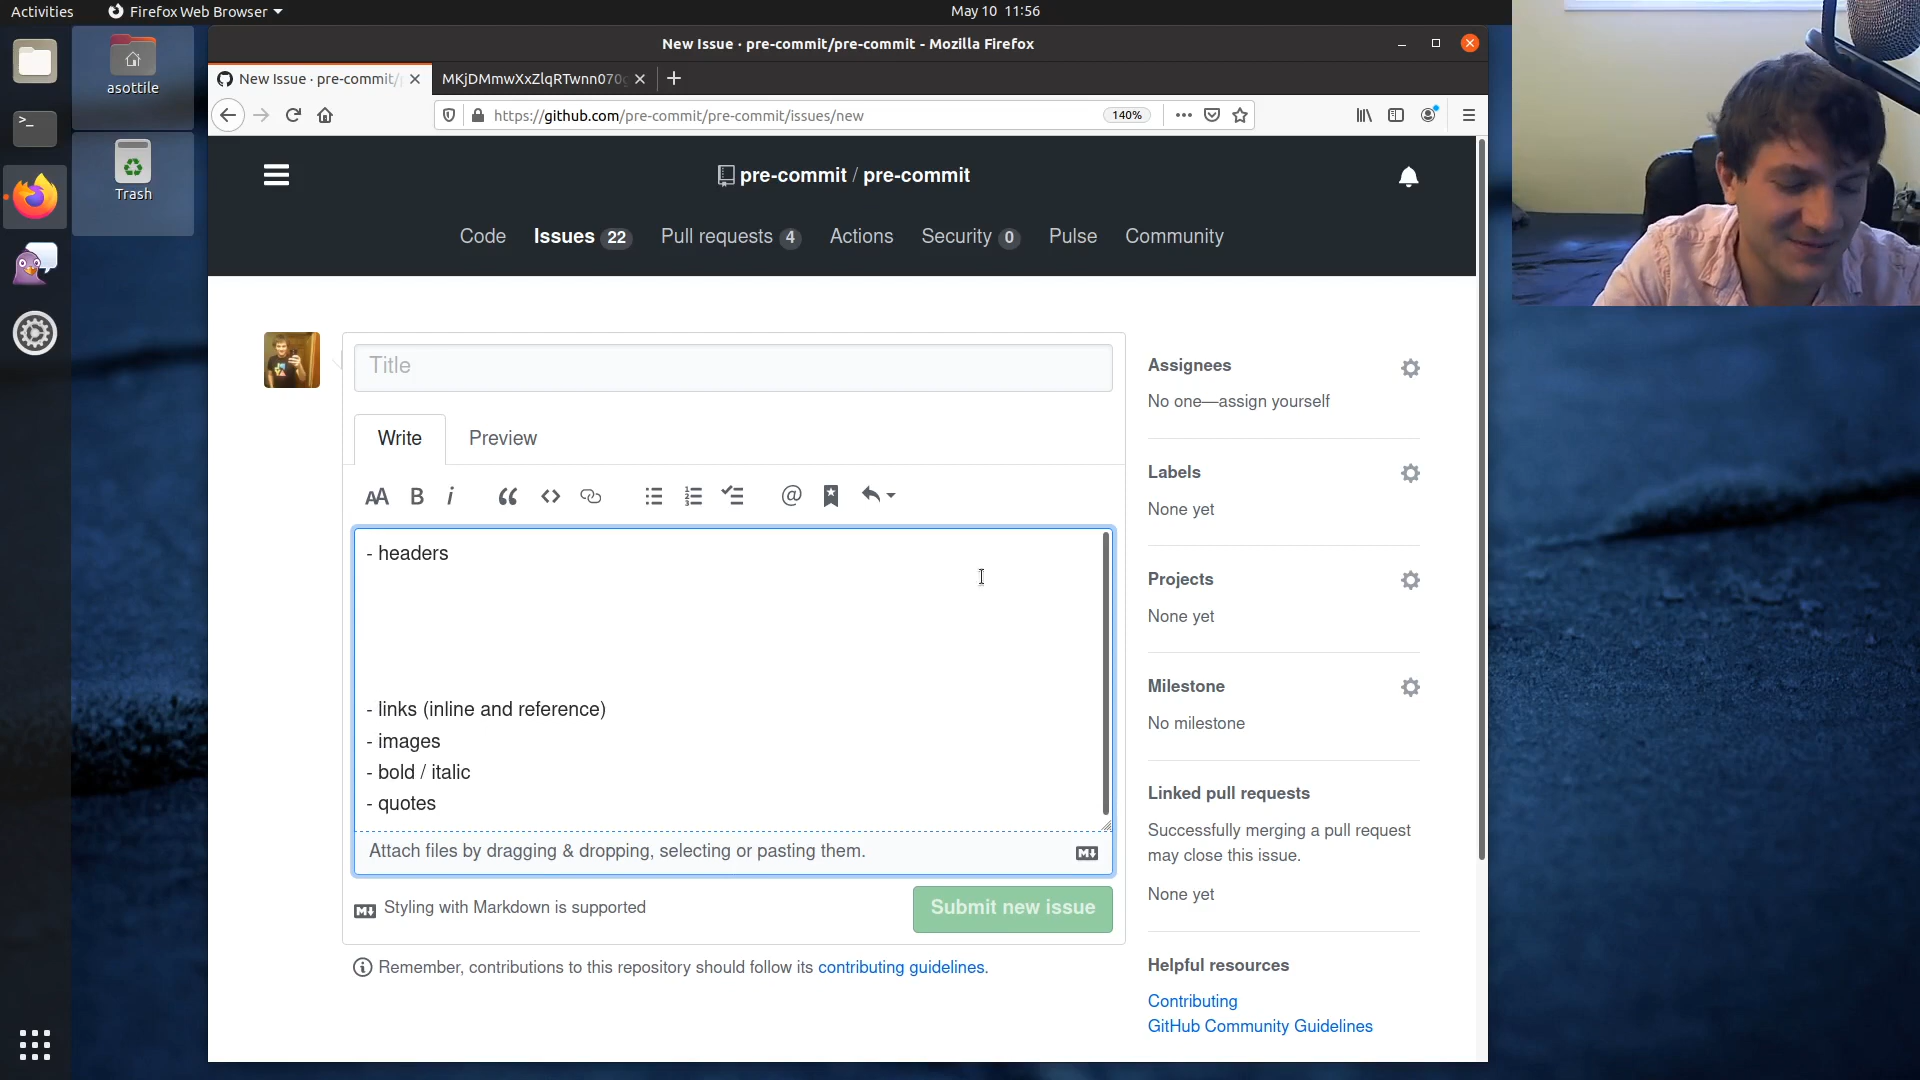 Activities
Firefox Web Browser
May 10 11:56
asottile
Trash
New Issue · pre-commit/pre-commit - Mozilla Firefox
New Issue · pre-commit/
MKjDMmwXxZlqRTwnn070
https://github.com/pre-commit/pre-commit/issues/new
140%
pre-commit / pre-commit
Code
Issues 22
Pull requests 4
Actions
Security 0
Pulse
Community
Title
Write
Preview
AA B i
- headers
- links (inline and reference)
- images
- bold / italic
- quotes
Attach files by dragging & dropping, selecting or pasting them.
Styling with Markdown is supported
Submit new issue
Remember, contributions to this repository should follow its contributing guidelines.
Assignees
No one—assign yourself
Labels
None yet
Projects
None yet
Milestone
No milestone
Linked pull requests
Successfully merging a pull request
may close this issue.
None yet
Helpful resources
Contributing
GitHub Community Guidelines